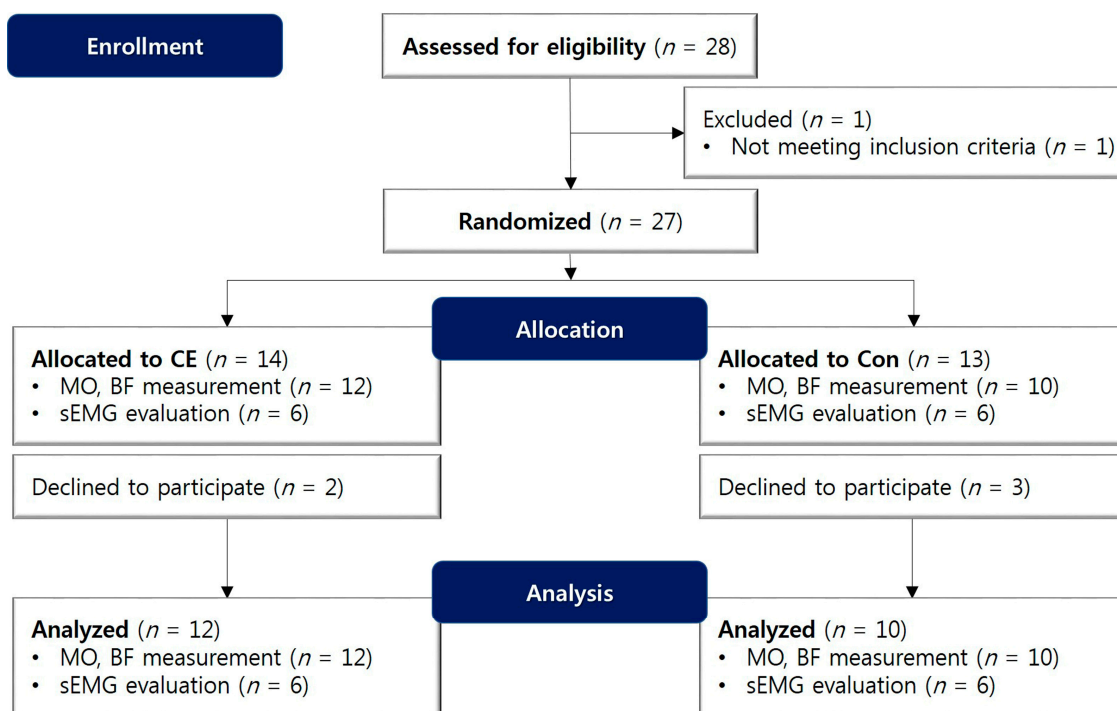 Enrollment
Assessed for eligibility (n = 28)
Excluded (n = 1)
• Not meeting inclusion criteria (n = 1)
Randomized (n = 27)
Allocation
Allocated to CE (n = 14)
• MO, BF measurement (n = 12)
• sEMG evaluation (n = 6)
Allocated to Con (n = 13)
• MO, BF measurement (n = 10)
• sEMG evaluation (n = 6)
Declined to participate (n = 2)
Declined to participate (n = 3)
Analysis
Analyzed (n = 12)
• MO, BF measurement (n = 12)
• sEMG evaluation (n = 6)
Analyzed (n = 10)
• MO, BF measurement (n = 10)
• sEMG evaluation (n = 6)